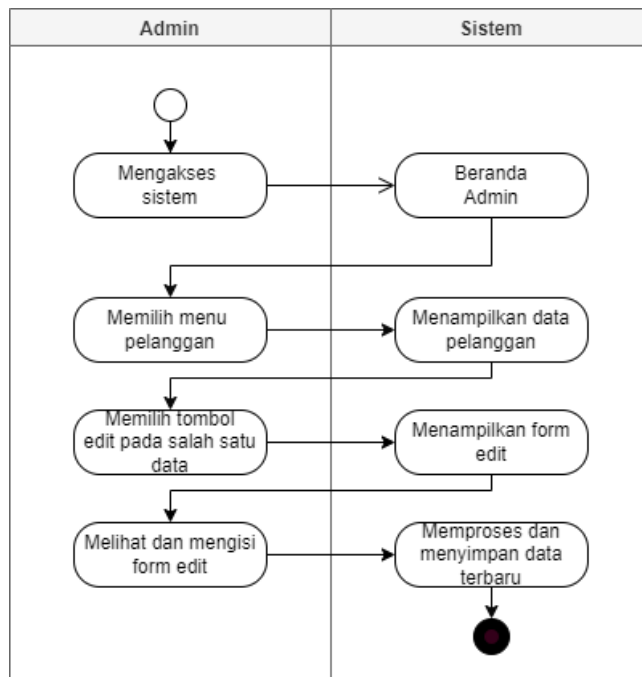 Admin
Sistem
Mengakses
sistem
Beranda
Admin
Memilih menu
pelanggan
Menampilkan data
pelanggan
Memilih tombol
edit pada salah satu
data
Menampilkan form
edit
Melihat dan mengisi
form edit
Memproses dan
menyimpan data
terbaru